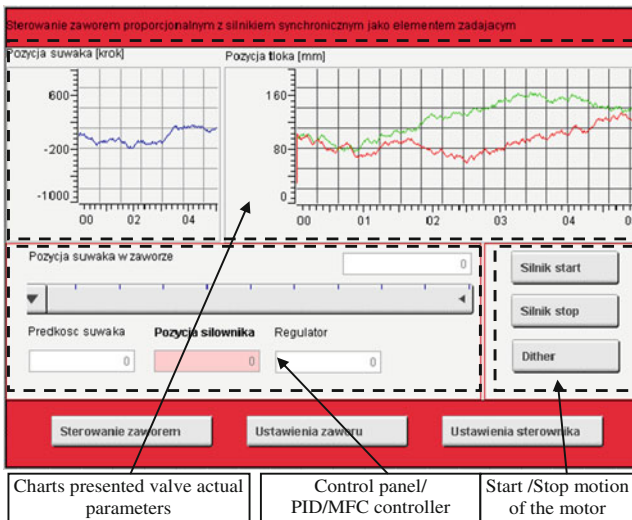 Sterowanie zaworem proporcjonalnym z silnikiem synchronicznym jako elementem zadajacym
Pozycja suwaka [krok]
Pozycja tloka [mm]
600
-200
-1000
00 02 04
160
80
0
00 01 02 03 04 0
Pozycja suwaka w zaworze
0
Predkosc suwaka Pozycja silownika Regulator
0 0 0
Silnik start
Silnik stop
Dither
Sterowanie zaworem Ustawienia zaworu Ustawienia sterownika
Charts presented valve actual
parameters
Control panel/
PID/MFC controller
Start /Stop motion
of the motor